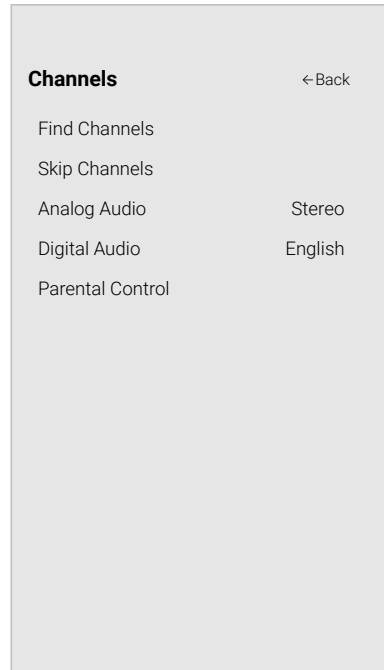 Channels ←Back
Find Channels
Skip Channels
Analog Audio Stereo
Digital Audio English
Parental Control